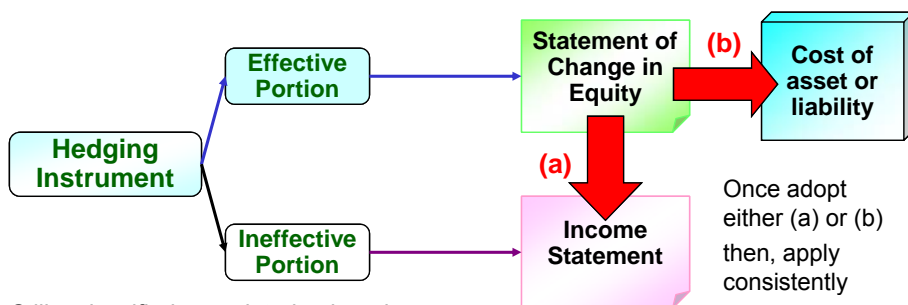 Hedging
Instrument
Effective
Portion
Ineffective
Portion
Statement of
Change in
Equity
(b)
Cost of
asset or
liability
(a)
Income
Statement
Once adopt
either (a) or (b)
then, apply
consistently